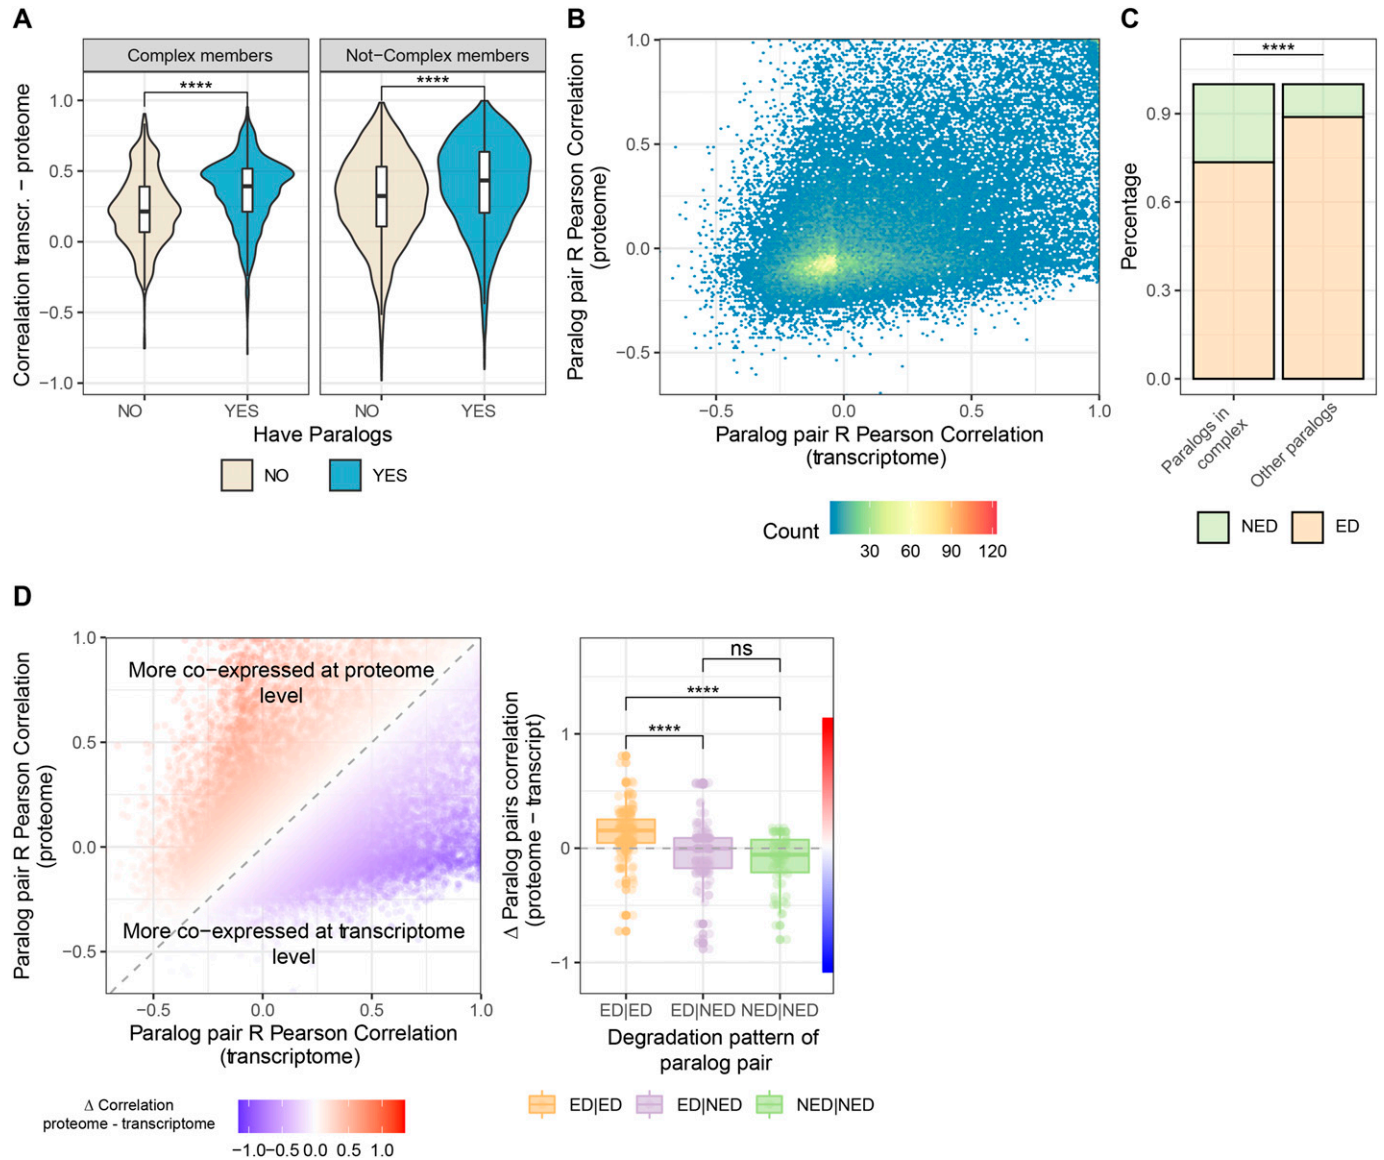 A
Complex members
Not−Complex members
****
****
Correalation transcr. − proteome
1.0
0.5
0.0
−0.5
−1.0
NO
YES
NO
YES
Have Paralogs
NO
YES
B
Paralog pair R Pearson Correlation
(proteome)
1.0
0.5
0.0
−0.5
−0.5
0.0
0.5
1.0
Paralog pair R Pearson Correlation
(transcriptome)
Count
30
60
90
120
C
****
Percentage
0.9
0.6
0.3
0.0
Paralogs in
complex
Other paralogs
NED
ED
D
Paralog pair R Pearson Correlation
(proteome)
1.0
0.5
0.0
−0.5
More co−expressed at proteome
level
More co−expressed at transcriptome
level
−0.5
0.0
0.5
1.0
Paralog pair R Pearson Correlation
(transcriptome)
Δ Correlation
proteome - transcriptome
−1.0
−0.5
0.0
0.5
1.0
Δ Paralog pairs correlation
(proteome − transcript)
ns
****
****
1
0
−1
ED|ED
ED|NED
NED|NED
Degradation pattern of
paralog pair
ED|ED
ED|NED
NED|NED